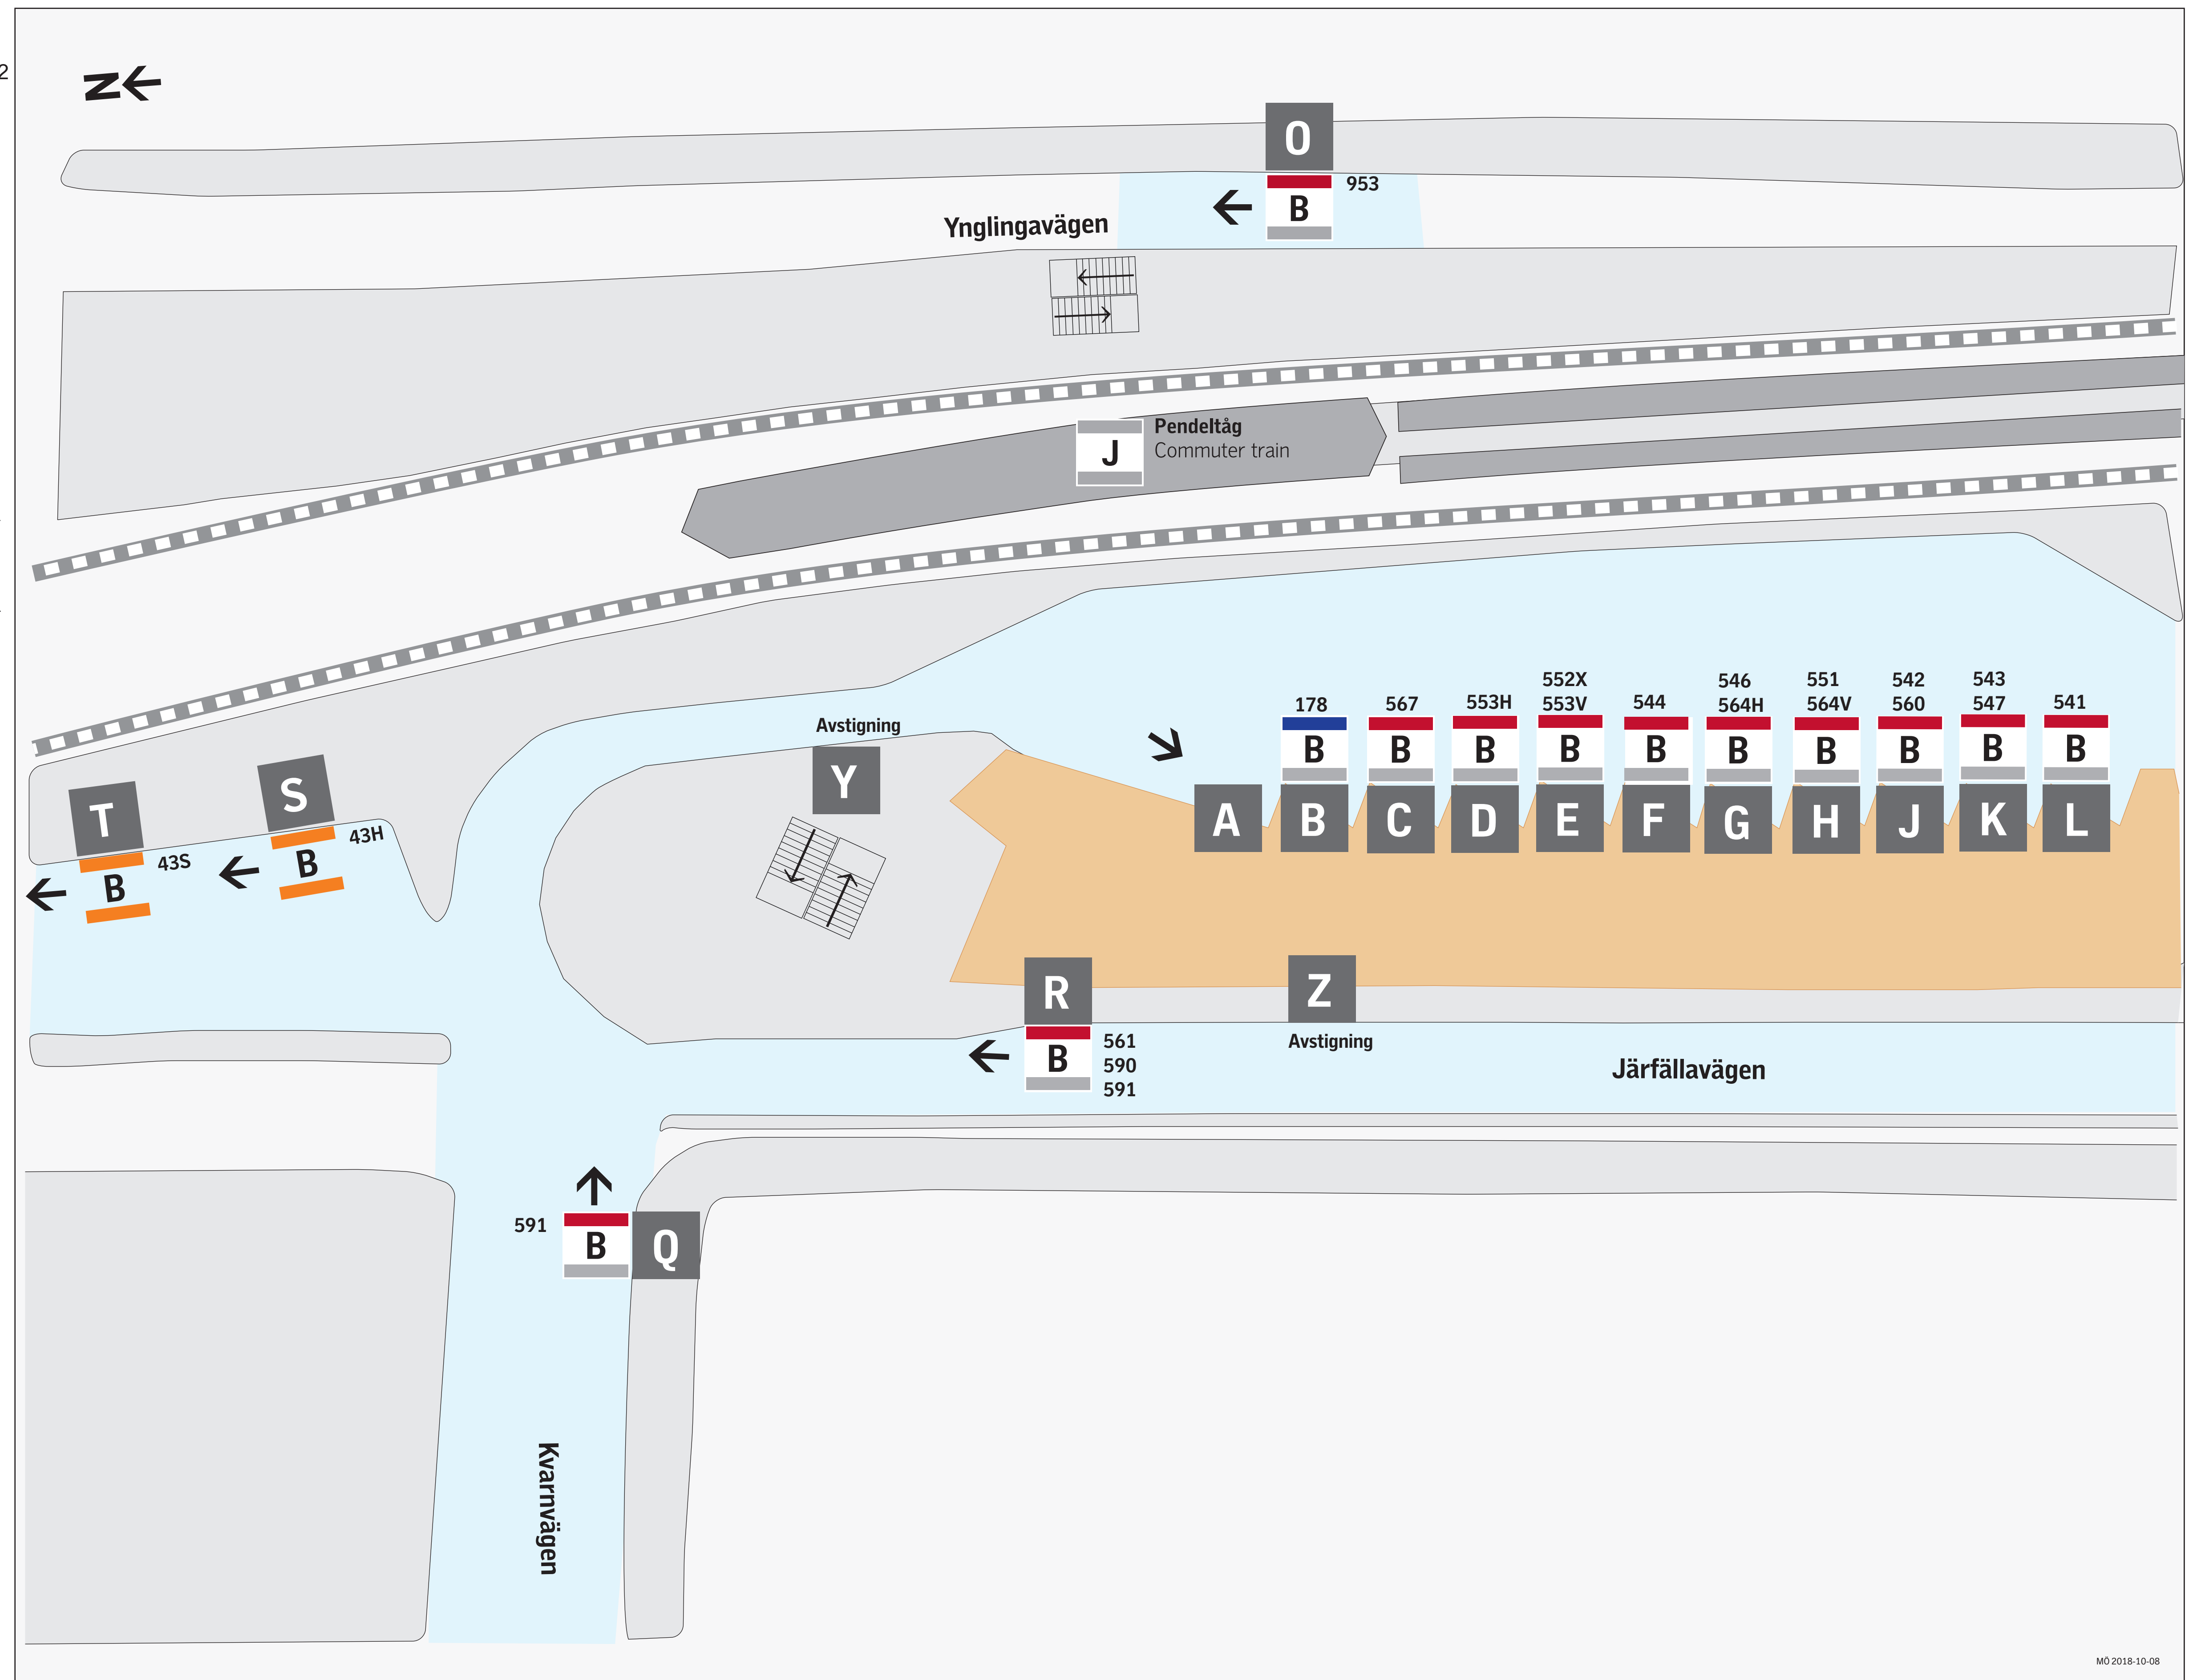 2
N
O
B
953
Ynglingavägen
J
Pendeltåg
Commuter train
552X 546 551 542 543
178 567 553H 553V 544 564H 564V 560 547 541
B B B B B B B B B B
A B C D E F G H J K L
Avstigning
Y
S
B
43H
T
B
43S
R
B
561
590
591
Z
Avstigning
Järfällavägen
591
B
Q
Kvarnvägen
MÖ 2018-10-08